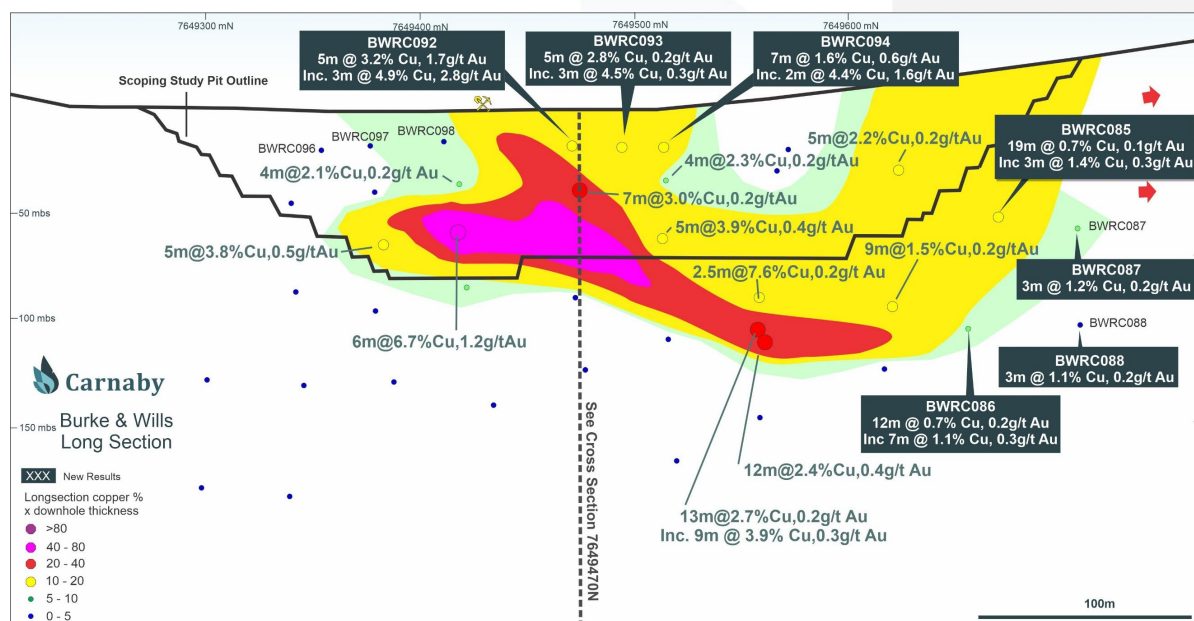 7649300 mN
7649400 mN
7649500 mN
7649600 mN
BWRC092
5m @ 3.2% Cu, 1.7g/t Au
Inc. 3m @ 4.9% Cu, 2.8g/t Au
BWRC093
5m @ 2.8% Cu, 0.2g/t Au
Inc. 3m @ 4.5% Cu, 0.3g/t Au
BWRC094
7m @ 1.6% Cu, 0.6g/t Au
Inc. 2m @ 4.4% Cu, 1.6g/t Au
Scoping Study Pit Outline
BWRC096
BWRC097
BWRC098
4m@2.1%Cu,0.2g/t Au
4m@2.3%Cu,0.2g/tAu
5m@2.2%Cu,0.2g/tAu
BWRC085
19m @ 0.7% Cu, 0.1g/t Au
Inc 3m @ 1.4% Cu, 0.3g/t Au
7m@3.0%Cu,0.2g/tAu
50 mbs
5m@3.8%Cu,0.5g/tAu
5m@3.9%Cu,0.4g/tAu
9m@1.5%Cu,0.2g/tAu
BWRC087
BWRC087
3m @ 1.2% Cu, 0.2g/t Au
2.5m@7.6%Cu,0.2g/t Au
100 mbs
6m@6.7%Cu,1.2g/tAu
BWRC088
BWRC088
3m @ 1.1% Cu, 0.2g/t Au
BWRC086
12m @ 0.7% Cu, 0.2g/t Au
Inc 7m @ 1.1% Cu, 0.3g/t Au
Carnaby
Burke & Wills
Long Section
150 mbs
See Cross Section 7649470N
12m@2.4%Cu,0.4g/t Au
13m@2.7%Cu,0.2g/tAu
Inc. 9m @ 3.9% Cu,0.3g/tAu
XXX New Results
Longsection copper %
x downhole thickness
>80
40 - 80
20 - 40
10 - 20
5 - 10
0 - 5
100m